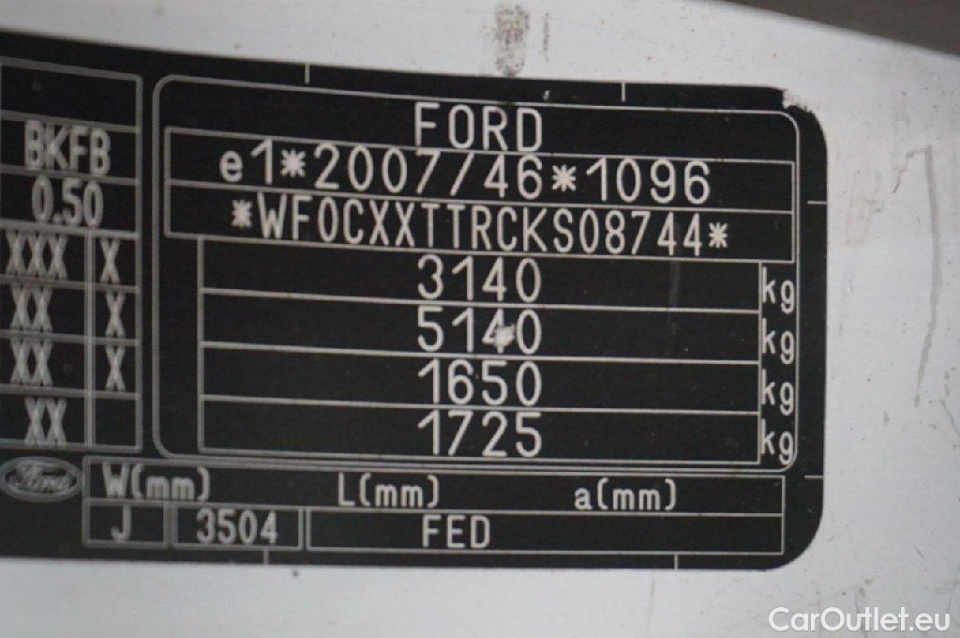 FORD
BKFB e1*2007/46*1096
0.50 *WF0CXXTTRCKS08744*
XXX X 3140 kg
XX X 5140 kg
XX X 1650 kg
XX 1725 kg
Ford W(mm) L(mm) a(mm)
J 3504 FED
CarOutlet.eu